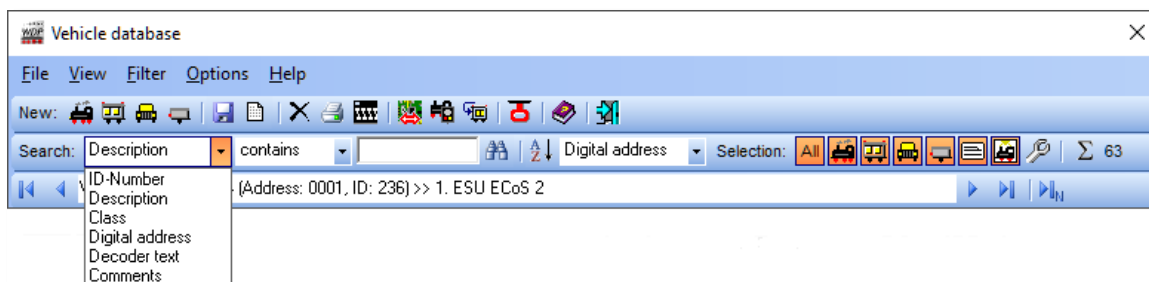 WDP Vehicle database
File View Filter Options Help
New:
Search: Description contains Digital address Selection: All Σ 63
(Address: 0001, ID: 236) >> 1. ESU ECoS 2 N
ID-Number
Description
Class
Digital address
Decoder text
Comments